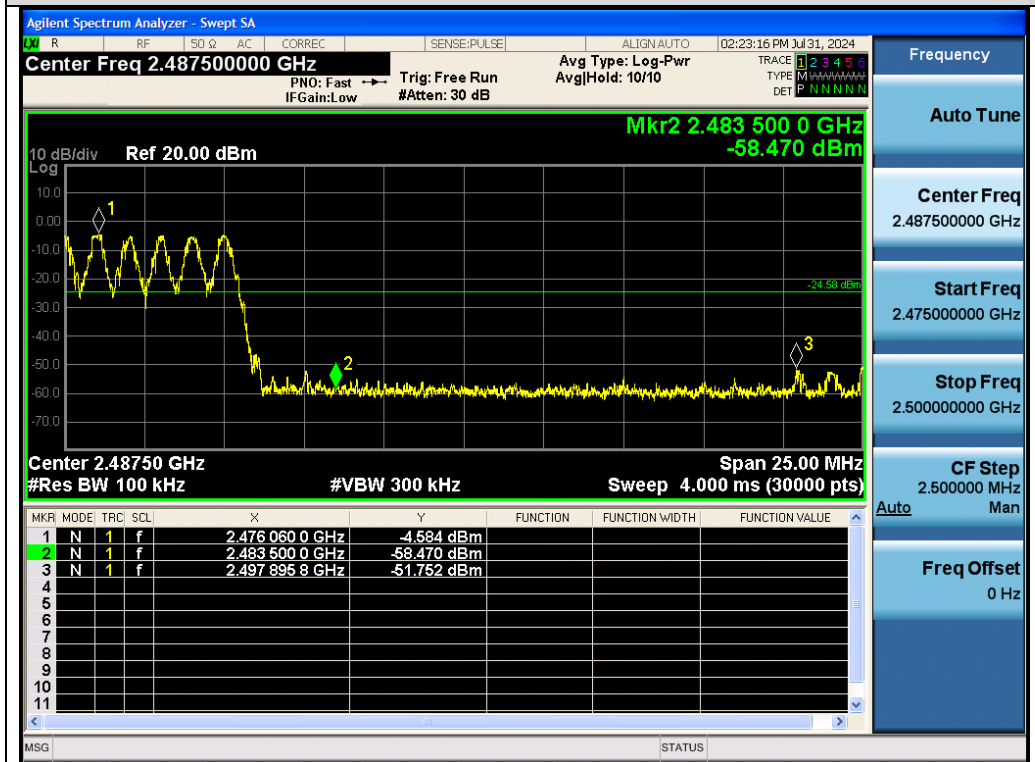 Agilent Spectrum Analyzer - Swept SA
LXI R RF 50 Ω AC CORREC SENSE:PULSE ALIGN AUTO 02:23:16 PM Jul 31, 2024
Center Freq 2.487500000 GHz
PNO: Fast
IFGain:Low
Trig: Free Run
#Atten: 30 dB
Avg Type: Log-Pwr
Avg|Hold: 10/10
TRACE 1 2 3 4 5 6
TYPE M WWWWW
DET P N N N N N
Mkr2 2.483 500 0 GHz
-58.470 dBm
10 dB/div Ref 20.00 dBm
Log
10.0
0.00
-10.0
-20.0
-30.0
-40.0
-50.0
-60.0
-70.0
1
2
3
-24.58 dBm
Center 2.48750 GHz Span 25.00 MHz
#Res BW 100 kHz #VBW 300 kHz Sweep 4.000 ms (30000 pts)
MKR MODE TRC SCL X Y FUNCTION FUNCTION WIDTH FUNCTION VALUE
1 N 1 f 2.476 060 0 GHz -4.584 dBm
2 N 1 f 2.483 500 0 GHz -58.470 dBm
3 N 1 f 2.497 895 8 GHz -51.752 dBm
4
5
6
7
8
9
10
11
MSG STATUS
Frequency
Auto Tune
Center Freq
2.487500000 GHz
Start Freq
2.475000000 GHz
Stop Freq
2.500000000 GHz
CF Step
2.500000 MHz
Auto Man
Freq Offset
0 Hz